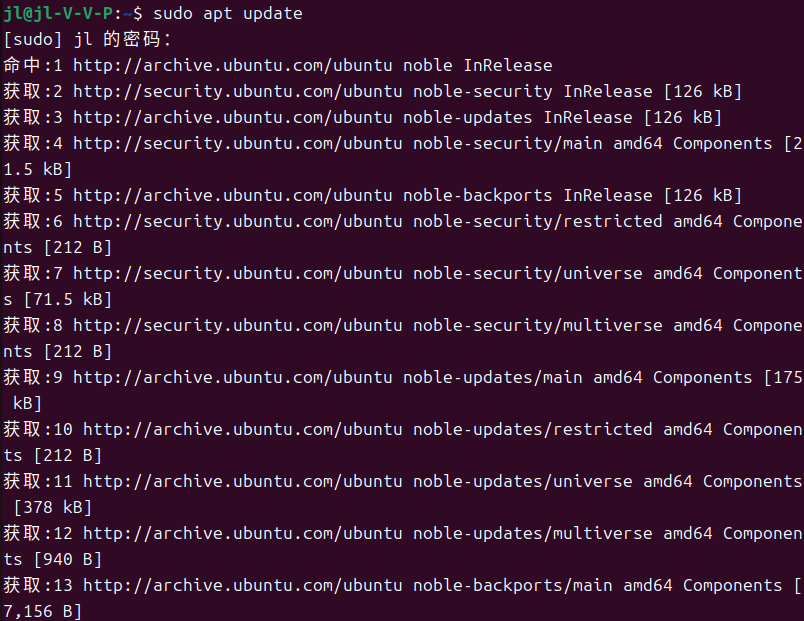 jl@jl-V-V-P:~$ sudo apt update
[sudo] jl 的密码：
命中:1 http://archive.ubuntu.com/ubuntu noble InRelease
获取:2 http://security.ubuntu.com/ubuntu noble-security InRelease [126 kB]
获取:3 http://archive.ubuntu.com/ubuntu noble-updates InRelease [126 kB]
获取:4 http://security.ubuntu.com/ubuntu noble-security/main amd64 Components [2
1.5 kB]
获取:5 http://archive.ubuntu.com/ubuntu noble-backports InRelease [126 kB]
获取:6 http://security.ubuntu.com/ubuntu noble-security/restricted amd64 Compone
nts [212 B]
获取:7 http://security.ubuntu.com/ubuntu noble-security/universe amd64 Component
s [71.5 kB]
获取:8 http://security.ubuntu.com/ubuntu noble-security/multiverse amd64 Compone
nts [212 B]
获取:9 http://archive.ubuntu.com/ubuntu noble-updates/main amd64 Components [175
 kB]
获取:10 http://archive.ubuntu.com/ubuntu noble-updates/restricted amd64 Componen
ts [212 B]
获取:11 http://archive.ubuntu.com/ubuntu noble-updates/universe amd64 Components
 [378 kB]
获取:12 http://archive.ubuntu.com/ubuntu noble-updates/multiverse amd64 Componen
ts [940 B]
获取:13 http://archive.ubuntu.com/ubuntu noble-backports/main amd64 Components [
7,156 B]